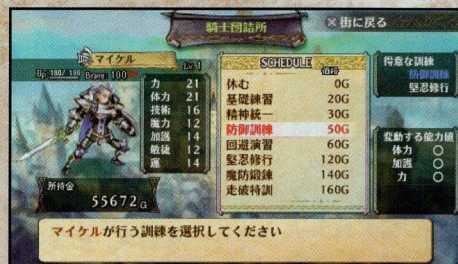 騎士団詰所
×街に戻る
マイケル
Lv.1
Hp 180/180 Brave 100
力 21
体力 21
技術 16
魔力 12
加護 14
敏捷 12
運 14
所持金
55672G
SCHEDULE 価格
休む 0G
基礎練習 20G
精神統一 30G
防御訓練 50G
回避演習 60G
堅忍修行 120G
魔防鍛錬 140G
走破特訓 160G
得意な訓練
防御訓練
堅忍修行
変動する能力値
体力 ○
加護 ○
力 ○
マイケルが行う訓練を選択してください